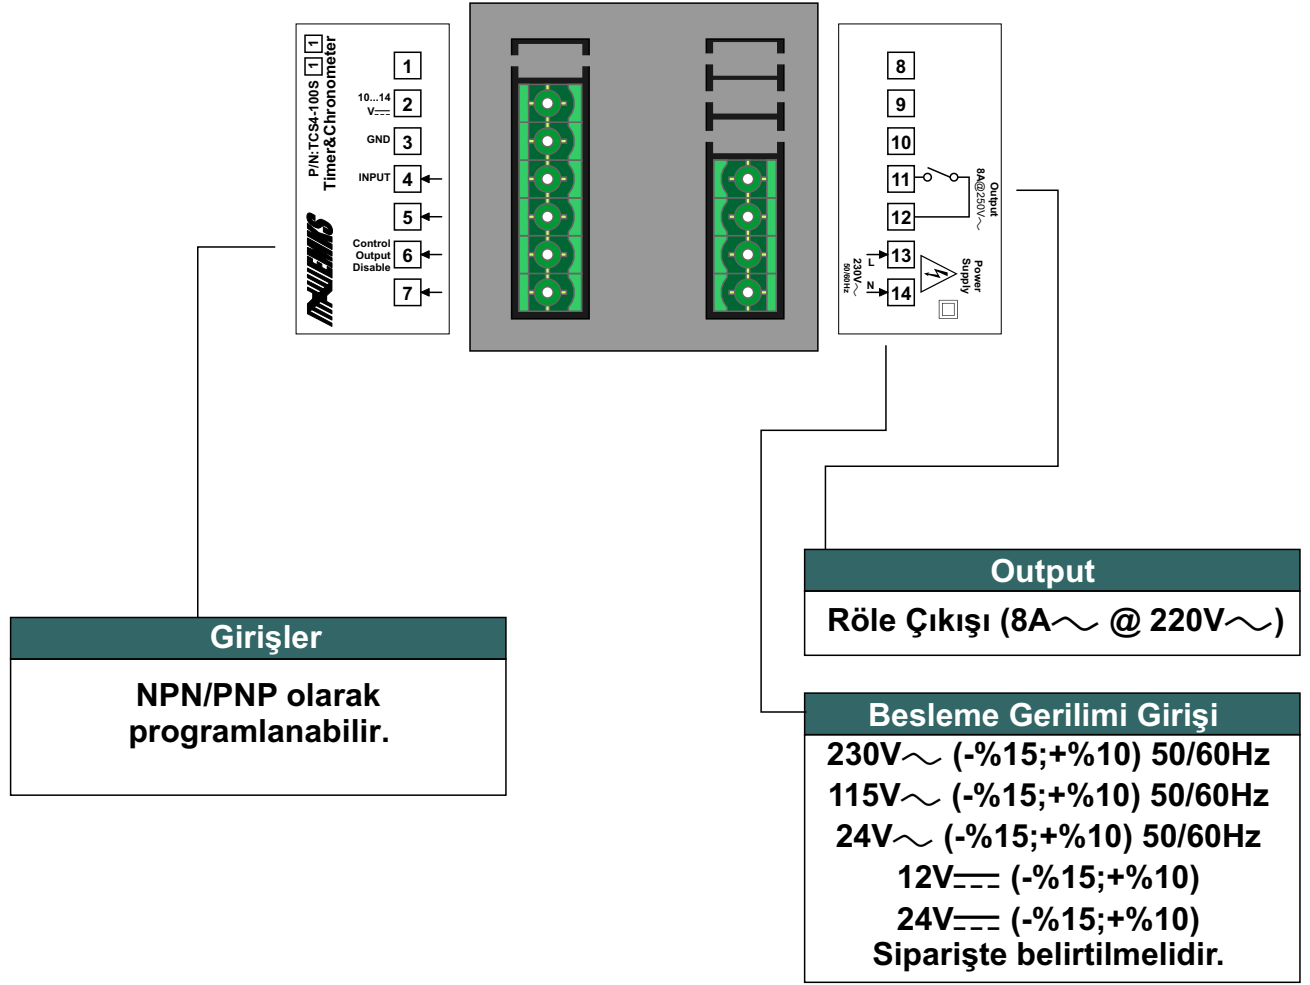 P/N:TCS4-100S 1 1
Timer&Chronometer
EMKS
1
10...14
V 2
GND 3
INPUT 4
5
Control
Output
Disable
6
7
8
9
10
11
12
13
14
Output
8A@250V
Power
Supply
L
N
230V
50/60Hz
Output
Röle Çıkışı (8A @ 220V)
Girişler
NPN/PNP olarak
programlanabilir.
Besleme Gerilimi Girişi
230V (-%15;+%10) 50/60Hz
115V (-%15;+%10) 50/60Hz
24V (-%15;+%10) 50/60Hz
12V (-%15;+%10)
24V (-%15;+%10)
Siparişte belirtilmelidir.